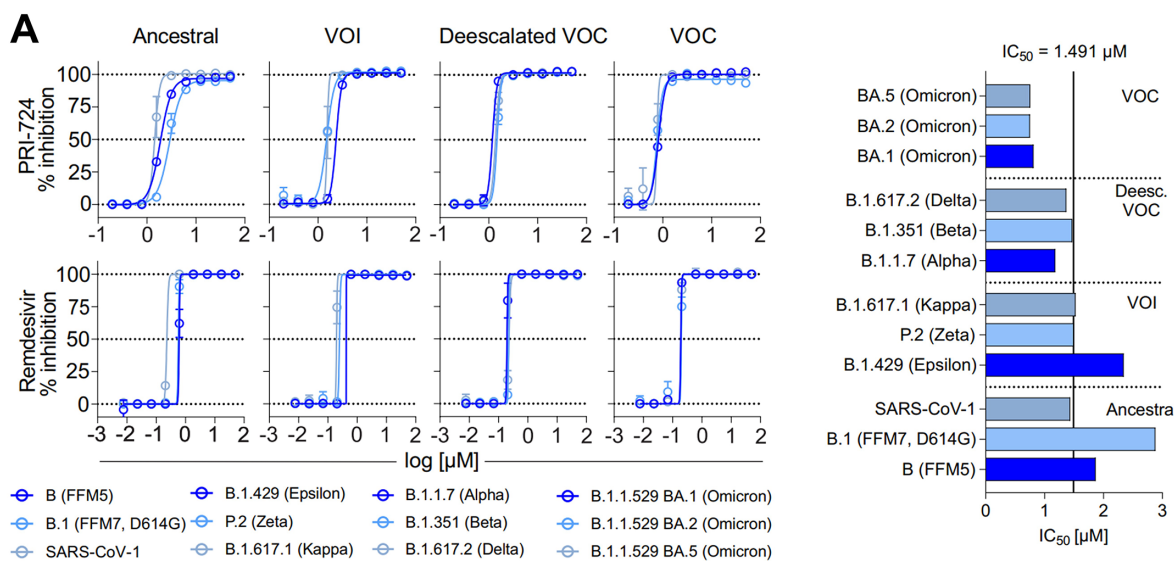 A
Ancestral
VOI
Deescalated VOC
VOC
PRI-724
% inhibition
100
75
50
25
0
-1 0 1 2
-1 0 1 2
-1 0 1 2
-1 0 1 2
Remdesivir
% inhibition
100
75
50
25
0
-3 -2 -1 0 1 2
-3 -2 -1 0 1 2
-3 -2 -1 0 1 2
-3 -2 -1 0 1 2
log [µM]
B (FFM5)
B.1 (FFM7, D614G)
SARS-CoV-1
B.1.429 (Epsilon)
P.2 (Zeta)
B.1.617.1 (Kappa)
B.1.1.7 (Alpha)
B.1.351 (Beta)
B.1.617.2 (Delta)
B.1.1.529 BA.1 (Omicron)
B.1.1.529 BA.2 (Omicron)
B.1.1.529 BA.5 (Omicron)
IC50 = 1.491 µM
BA.5 (Omicron)
VOC
BA.2 (Omicron)
BA.1 (Omicron)
B.1.617.2 (Delta)
Deesc.
VOC
B.1.351 (Beta)
B.1.1.7 (Alpha)
B.1.617.1 (Kappa)
VOI
P.2 (Zeta)
B.1.429 (Epsilon)
SARS-CoV-1
Ancestra
B.1 (FFM7, D614G)
B (FFM5)
0 1 2 3
IC50 [µM]